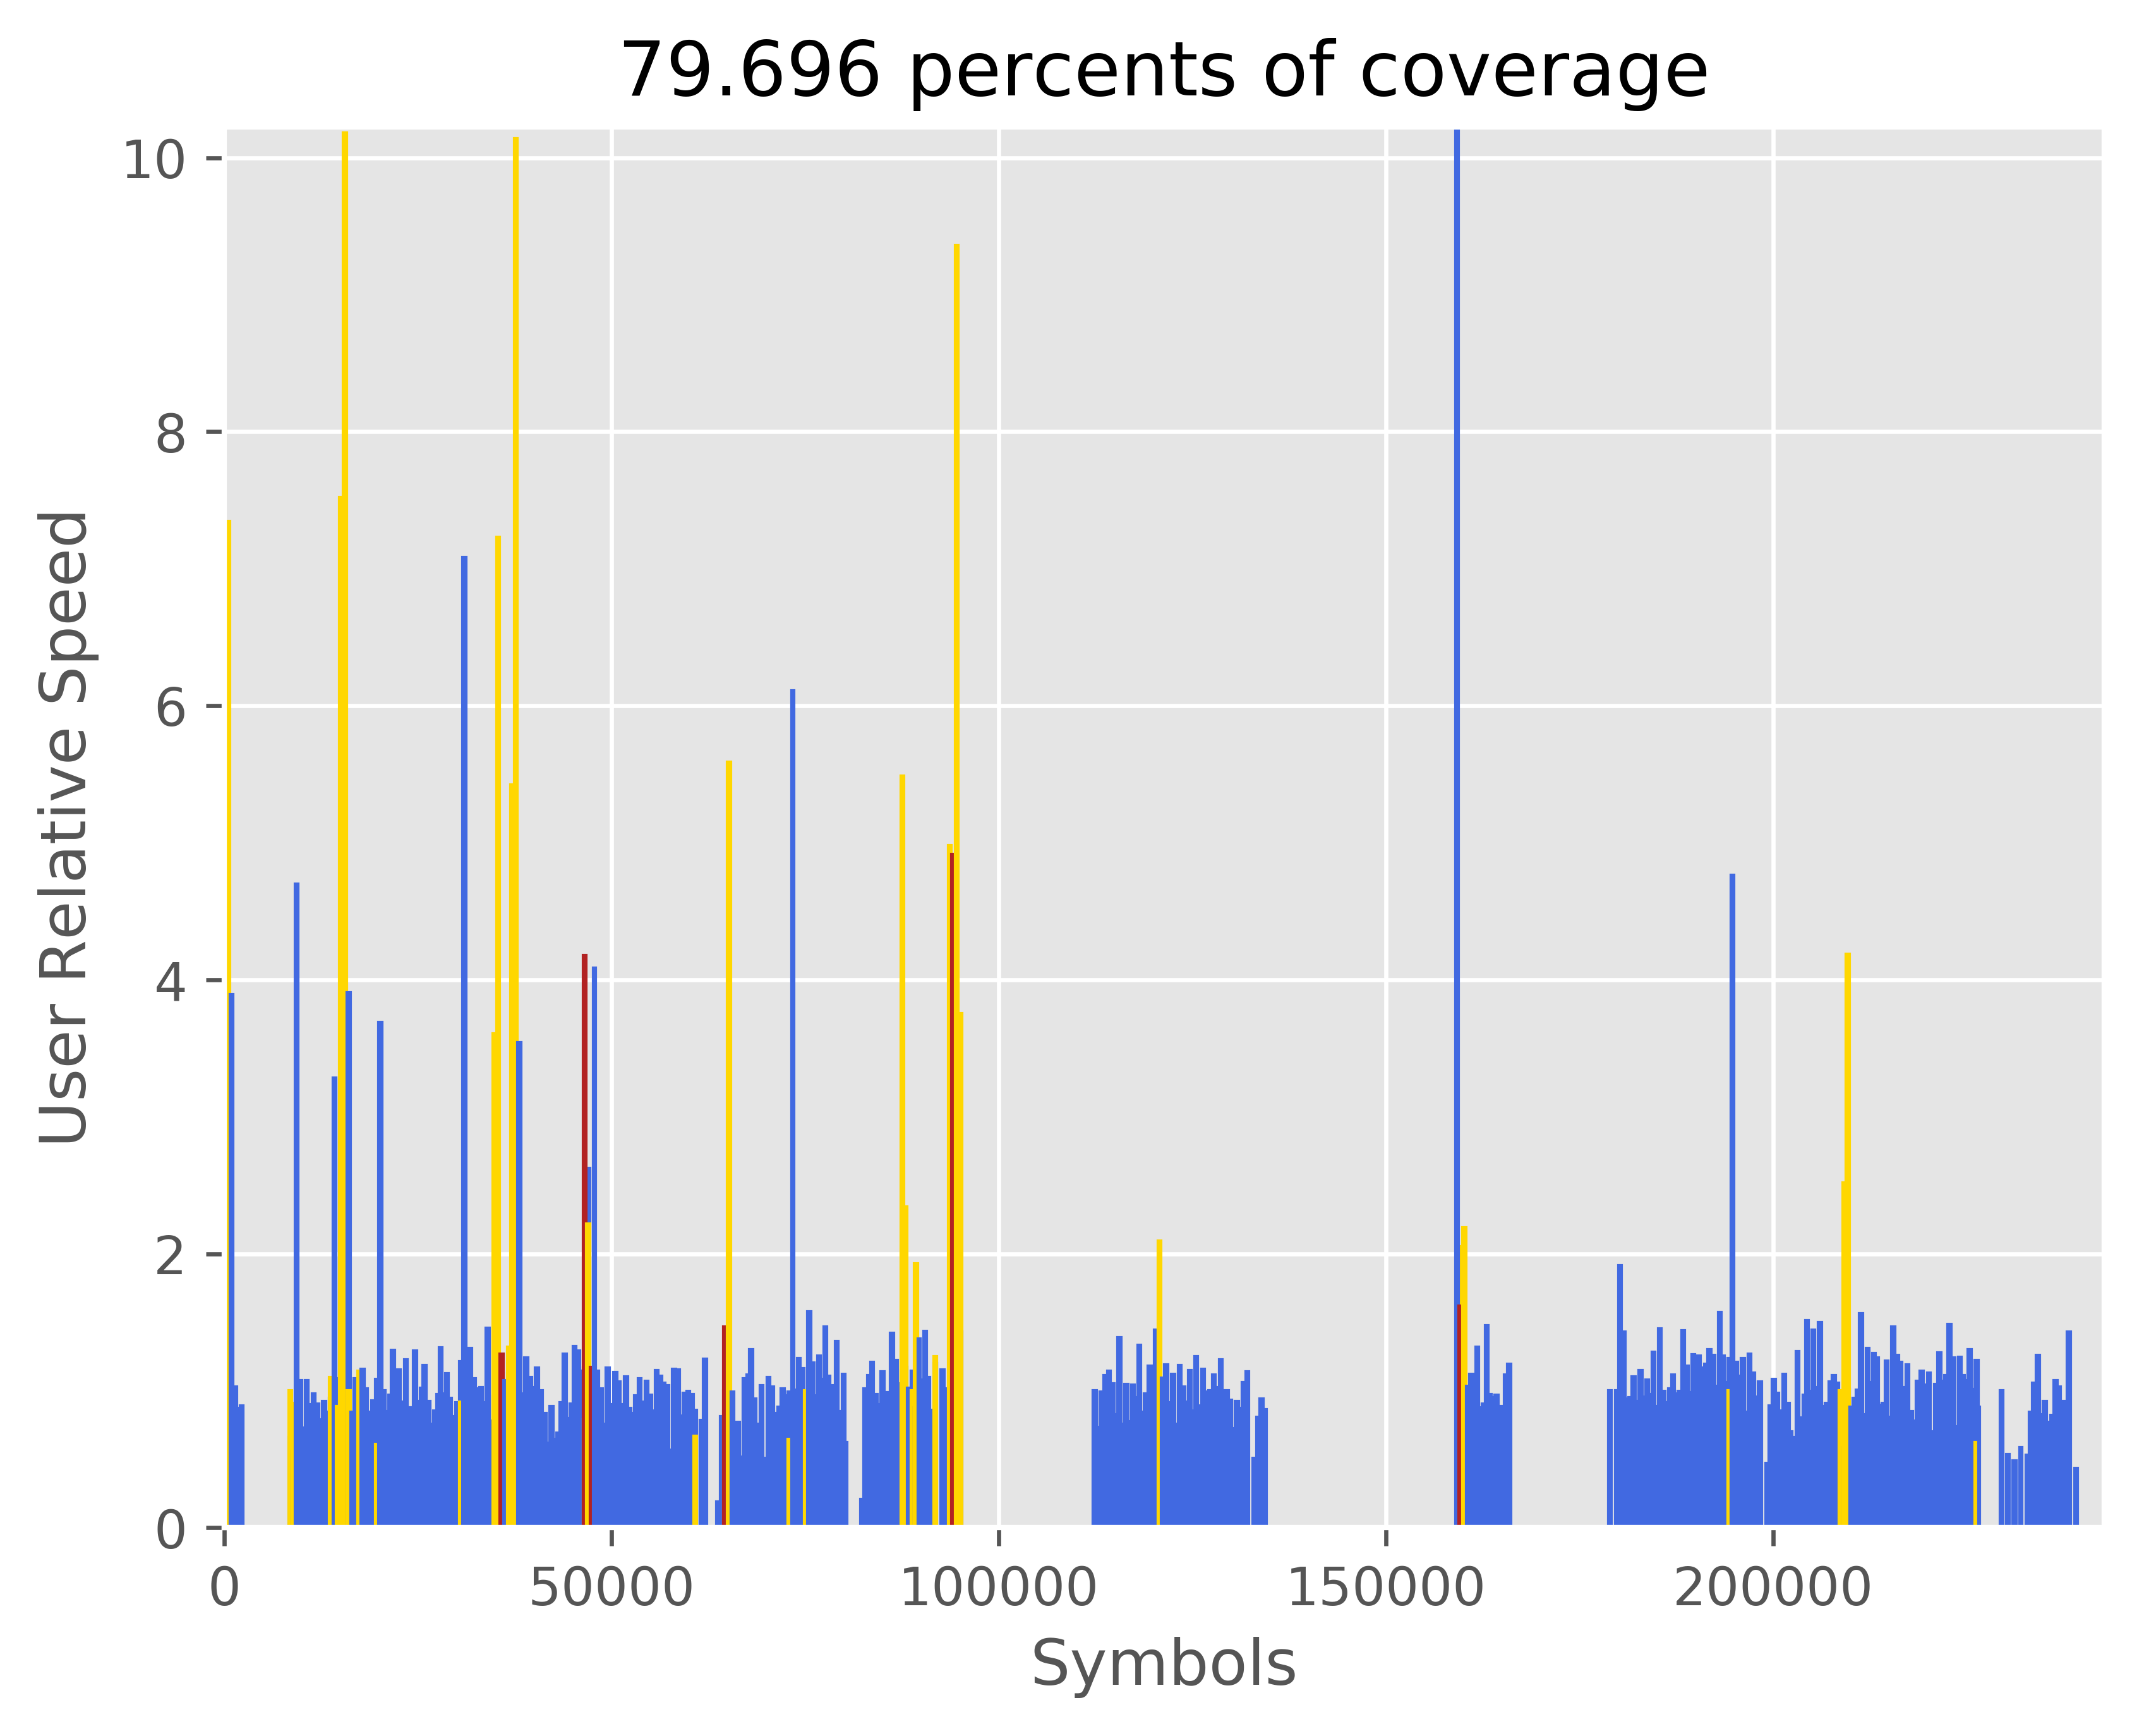 79.696 percents of coverage
10
8
6
4
2
0
User Relative Speed
0 50000 100000 150000 200000
Symbols